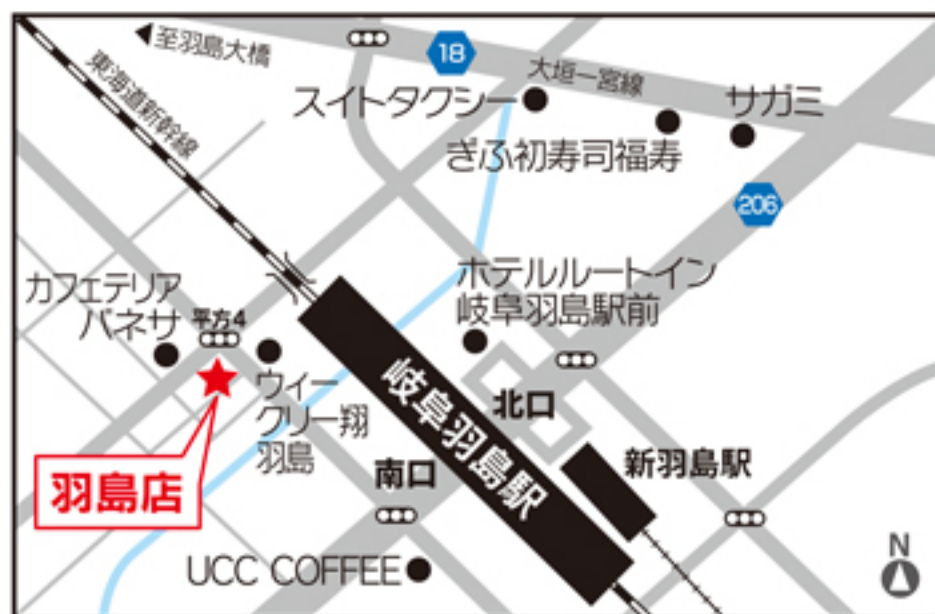 至羽島大橋
18
大垣一宮線
東海道新幹線
スイトタクシー
サガミ
ぎふ初寿司福寿
206
カフェテリア
バネサ
平方4
ホテルルートイン
岐阜羽島駅前
ウィー
クリー翔
羽島
岐阜羽島駅
北口
南口
新羽島駅
羽島店
UCC COFFEE
N